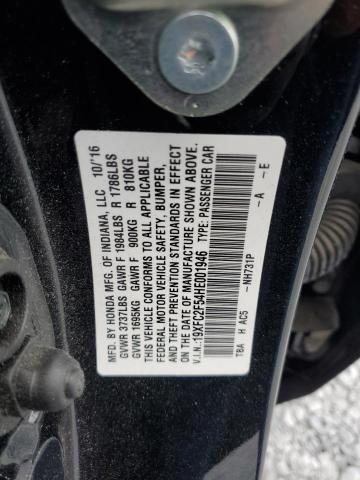 MFD. BY HONDA MFG. OF INDIANA, LLC 10/'16
GVWR 3737LBS GAWR F 1984LBS R 1786LBS
GVWR 1695KG GAWR F 900KG R 810KG
THIS VEHICLE CONFORMS TO ALL APPLICABLE
FEDERAL MOTOR VEHICLE SAFETY, BUMPER,
AND THEFT PREVENTION STANDARDS IN EFFECT
ON THE DATE OF MANUFACTURE SHOWN ABOVE.
V.I.N.:19XFC2F54HE001946 TYPE: PASSENGER CAR
NH731P
TBA H AC5 A E